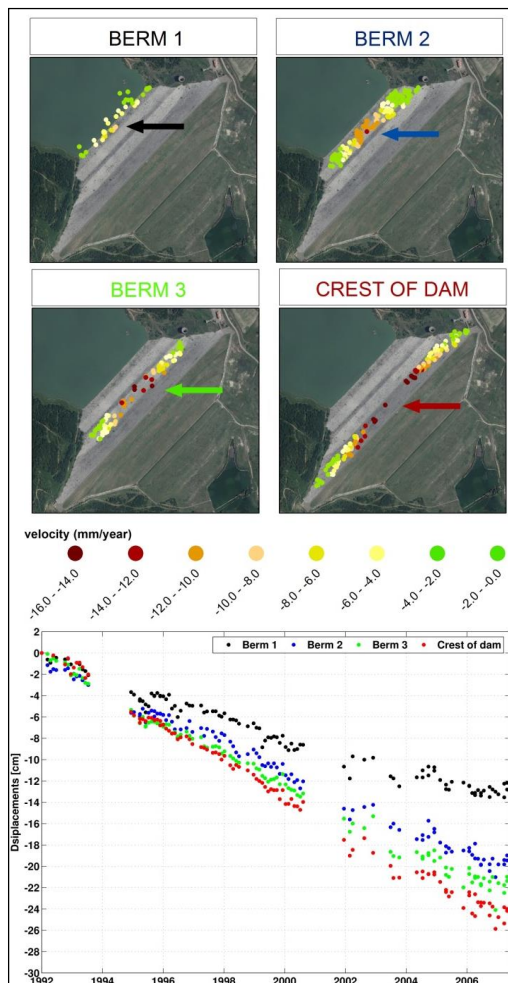 BERM 1
BERM 2
BERM 3
CREST OF DAM
velocity (mm/year)
-16.0 - -14.0
-14.0 - -12.0
-12.0 - -10.0
-10.0 - -8.0
-8.0 - -6.0
-6.0 - -4.0
-4.0 - -2.0
-2.0 - -0.0
Berm 1
Berm 2
Berm 3
Crest of dam
Dsiplacements [cm]
2
0
-2
-4
-6
-8
-10
-12
-14
-16
-18
-20
-22
-24
-26
-28
-30
1992
1994
1996
1998
2000
2002
2004
2006